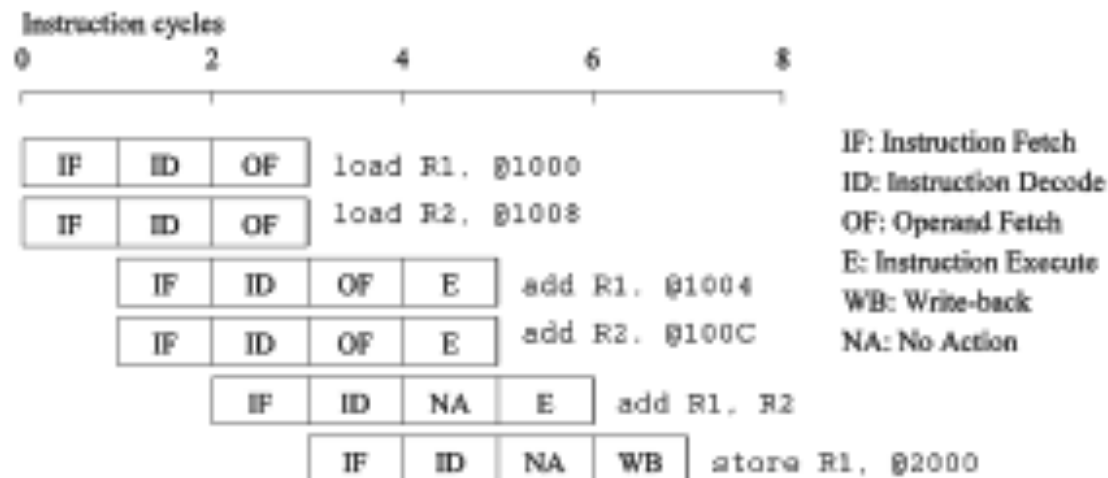 Instruction cycles
0 2 4 6 8
IF ID OF load R1, @1000
IF ID OF load R2, @1008
IF ID OF E add R1, @1004
IF ID OF E add R2, @100C
IF ID NA E add R1, R2
IF ID NA WB store R1, @2000
IF: Instruction Fetch
ID: Instruction Decode
OF: Operand Fetch
E: Instruction Execute
WB: Write-back
NA: No Action